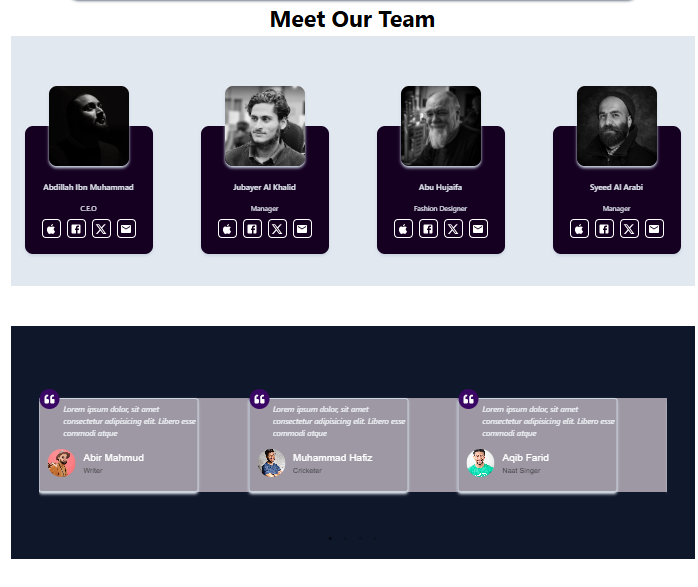 Meet Our Team
Abdillah Ibn Muhammad
C.E.O
Jubayer Al Khalid
Manager
Abu Hujaifa
Fashion Designer
Syeed Al Arabi
Manager
Lorem ipsum dolor, sit amet
consectetur adipisicing elit. Libero esse
commodi atque
Abir Mahmud
Writer
Lorem ipsum dolor, sit amet
consectetur adipisicing elit. Libero esse
commodi atque
Muhammad Hafiz
Cricketer
Lorem ipsum dolor, sit amet
consectetur adipisicing elit. Libero esse
commodi atque
Aqib Farid
Naat Singer